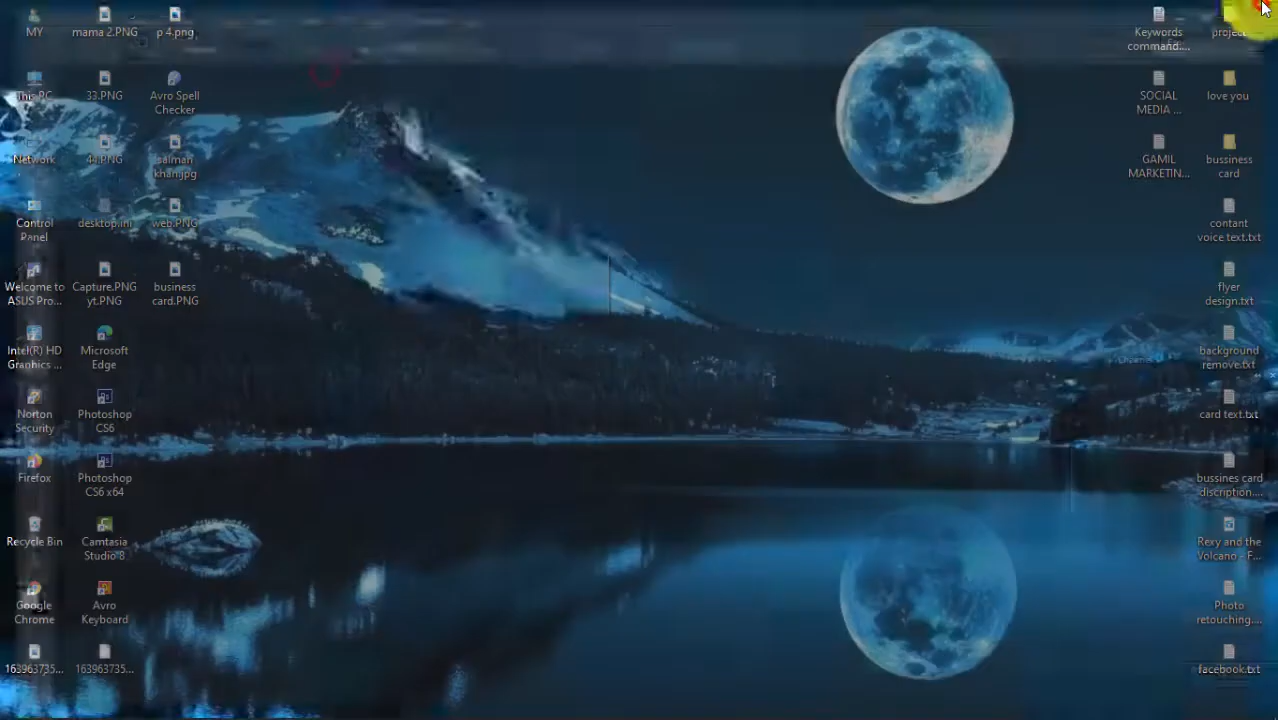 MY
mama 2.PNG
p 4.png
This PC
33.PNG
Avro Spell
Checker
Network
44.PNG
salman
khan.jpg
Control
Panel
desktop.ini
web.PNG
Welcome to
ASUS Pro...
Capture.PNG
yt.PNG
business
card.PNG
Intel(R) HD
Graphics ...
Microsoft
Edge
Norton
Security
Photoshop
CS6
Firefox
Photoshop
CS6 x64
Recycle Bin
Camtasia
Studio 8
Google
Chrome
Avro
Keyboard
163963735...
163963735...
Keywords
command:...
project
SOCIAL
MEDIA ...
love you
GAMIL
MARKETIN...
bussiness
card
contant
voice text.txt
flyer
design.txt
background
remove.txt
card text.txt
bussines card
discription....
Rexy and the
Volcano - F...
Photo
retouching....
facebook.txt